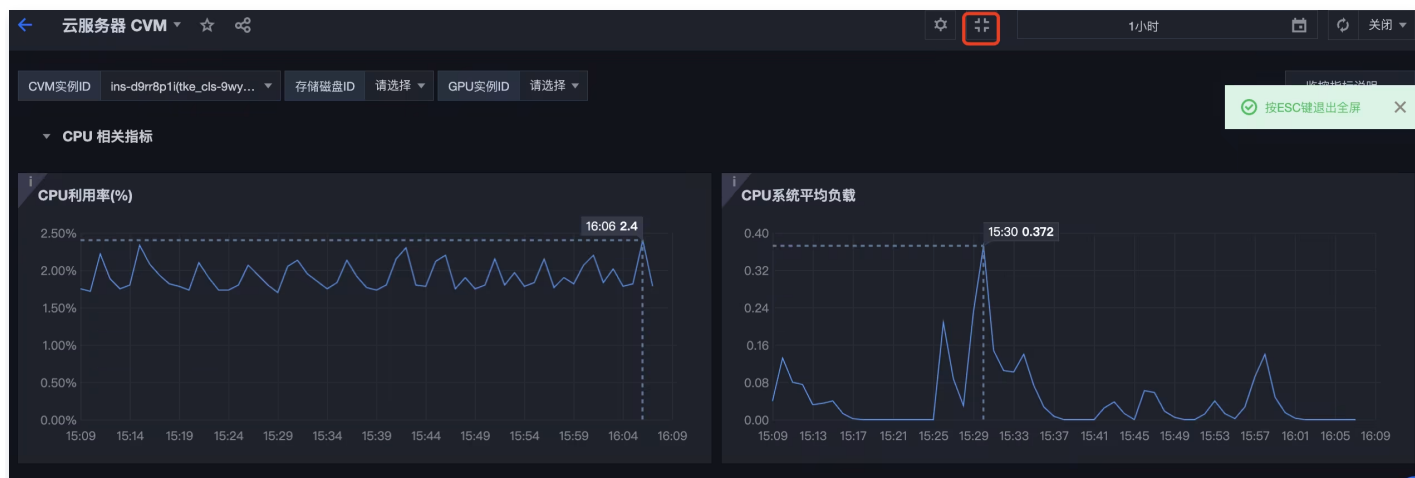 云服务器 CVM
1小时
关闭
CVM实例ID ins-d9rr8p1i(tke_cls-9wy... 存储磁盘ID 请选择 GPU实例ID 请选择
监控指标说明
按ESC键退出全屏
CPU 相关指标
i
CPU利用率(%)
16:06 2.4
2.50%
2.00%
1.50%
1.00%
0.50%
0.00%
15:09 15:14 15:19 15:24 15:29 15:34 15:39 15:44 15:49 15:54 15:59 16:04 16:09
i
CPU系统平均负载
15:30 0.372
0.40
0.32
0.24
0.16
0.08
0.00
15:09 15:13 15:17 15:21 15:25 15:29 15:33 15:37 15:41 15:45 15:49 15:53 15:57 16:01 16:05 16:09